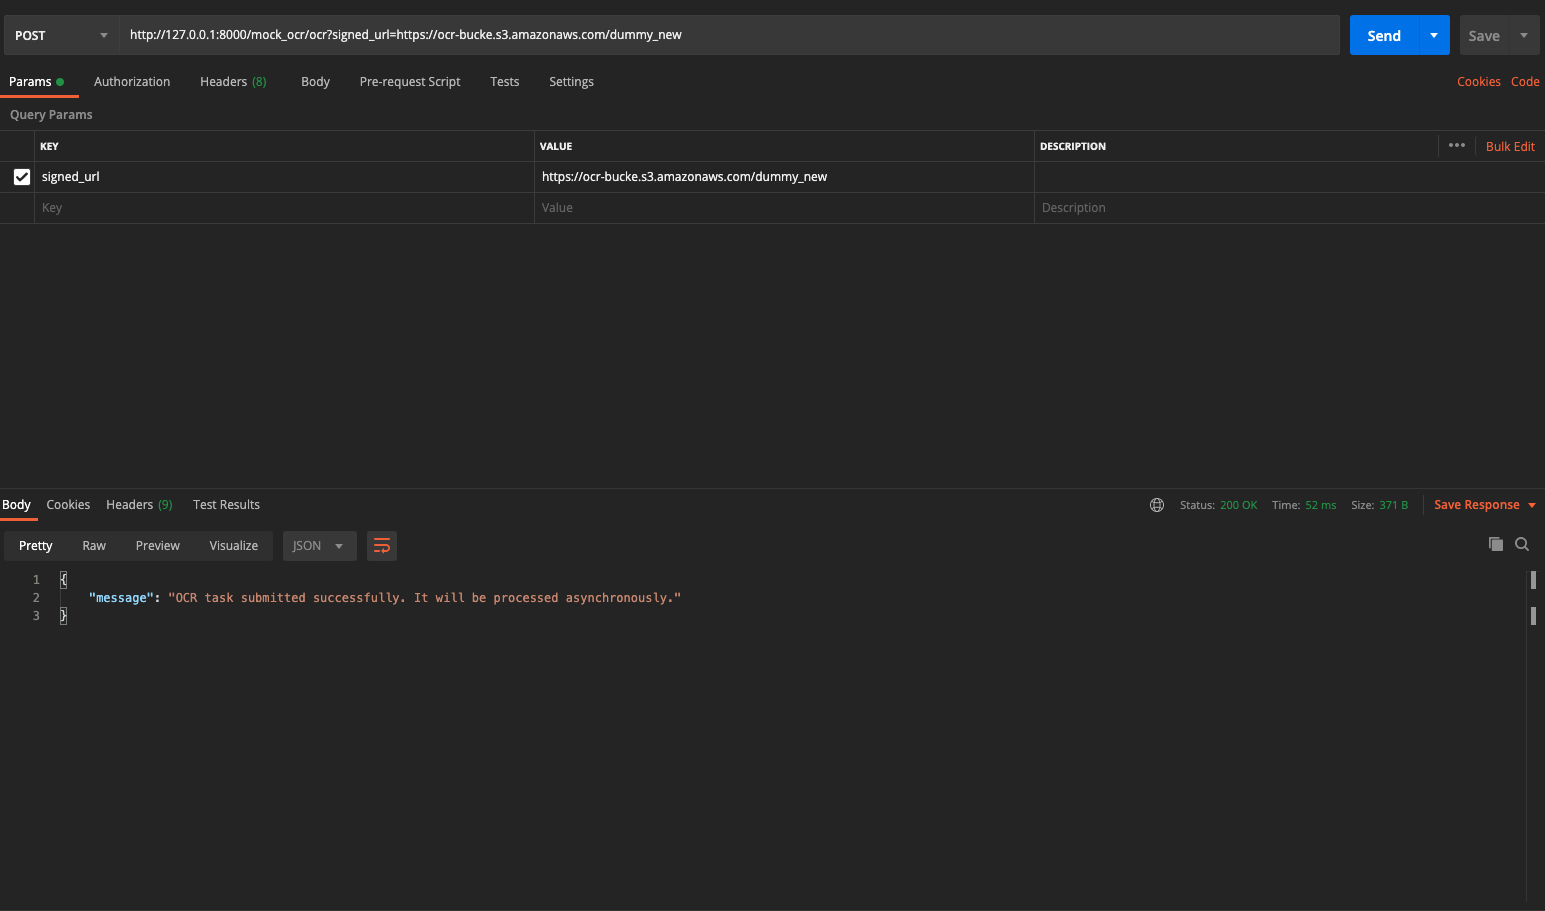 POST http://127.0.0.1:8000/mock_ocr/ocr?signed_url=https://ocr-bucke.s3.amazonaws.com/dummy_new Send Save
Params Authorization Headers (8) Body Pre-request Script Tests Settings Cookies Code
Query Params
KEY VALUE DESCRIPTION ••• Bulk Edit
signed_url https://ocr-bucke.s3.amazonaws.com/dummy_new
Key Value Description
Body Cookies Headers (9) Test Results Status: 200 OK Time: 52 ms Size: 371 B Save Response
Pretty Raw Preview Visualize JSON
1 {
2 "message": "OCR task submitted successfully. It will be processed asynchronously."
3 }